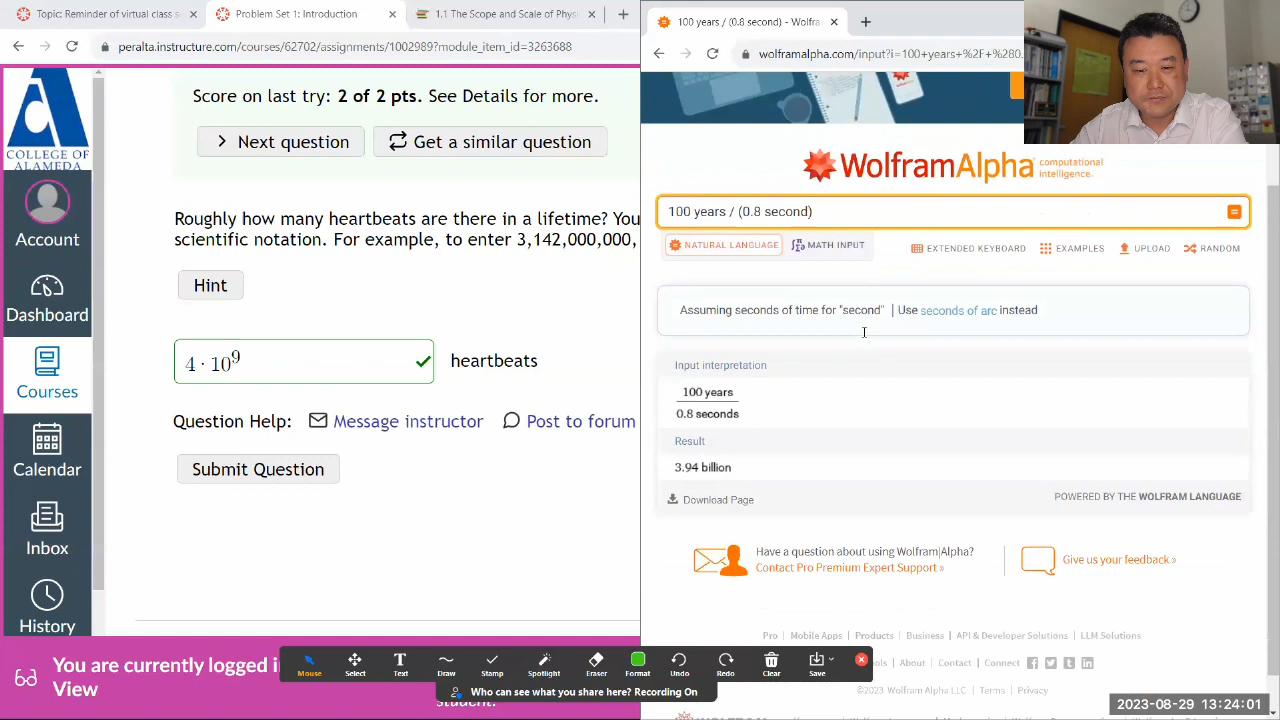 Topic: Reminder of virtual class s
Problem Set 1: Introduction
1.1 The Scope and Scale of Phys
peralta.instructure.com/courses/62702/assignments/1002989?module_item_id=3263688
COLLEGE OF
ALAMEDA
Account
Dashboard
Courses
Calendar
Inbox
History
Score on last try: 2 of 2 pts. See Details for more.
Next question
Get a similar question
Roughly how many heartbeats are there in a lifetime? You
scientific notation. For example, to enter 3,142,000,000,
Hint
4 · 10⁹
heartbeats
Question Help:
Message instructor
Post to forum
Submit Question
You are currently logged i
View
student.
100 years / (0.8 second) - Wolfra
wolframalpha.com/input?i=100+years+%2F+%280.
WolframAlpha
computational
intelligence.
100 years / (0.8 second)
NATURAL LANGUAGE
MATH INPUT
EXTENDED KEYBOARD
EXAMPLES
UPLOAD
RANDOM
Assuming seconds of time for "second" | Use seconds of arc instead
Input interpretation
100 years
0.8 seconds
Result
3.94 billion
Download Page
POWERED BY THE WOLFRAM LANGUAGE
Have a question about using Wolfram|Alpha?
Contact Pro Premium Expert Support »
Give us your feedback »
Pro
Mobile Apps
Products
Business
API & Developer Solutions
LLM Solutions
About
Contact
Connect
©2023 Wolfram Alpha LLC
Terms
Privacy
Mouse
Select
Text
Draw
Stamp
Spotlight
Eraser
Format
Undo
Redo
Clear
Save
Who can see what you share here? Recording On
2023-08-29 13:24:01